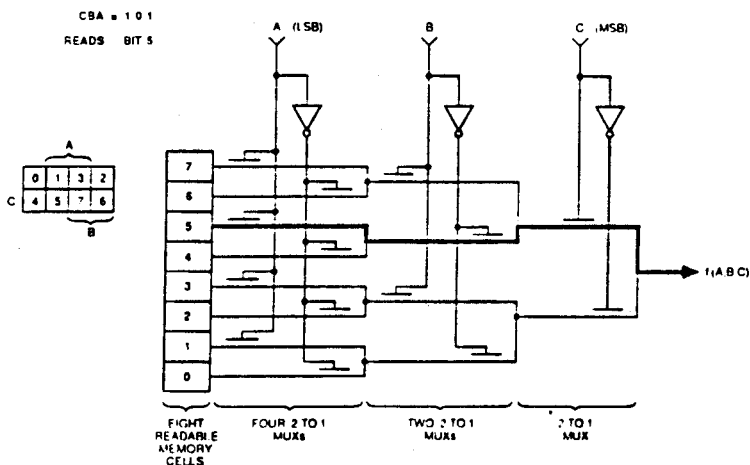 CBA = 1 0 1
READS BIT 5
A (LSB)
B
C (MSB)
A
0 1 3 2
C 4 5 7 6
B
7
6
5
4
3
2
1
0
f(A,B,C)
EIGHT
READABLE
MEMORY
CELLS
FOUR 2 TO 1
MUXs
TWO 2 TO 1
MUXs
2 TO 1
MUX